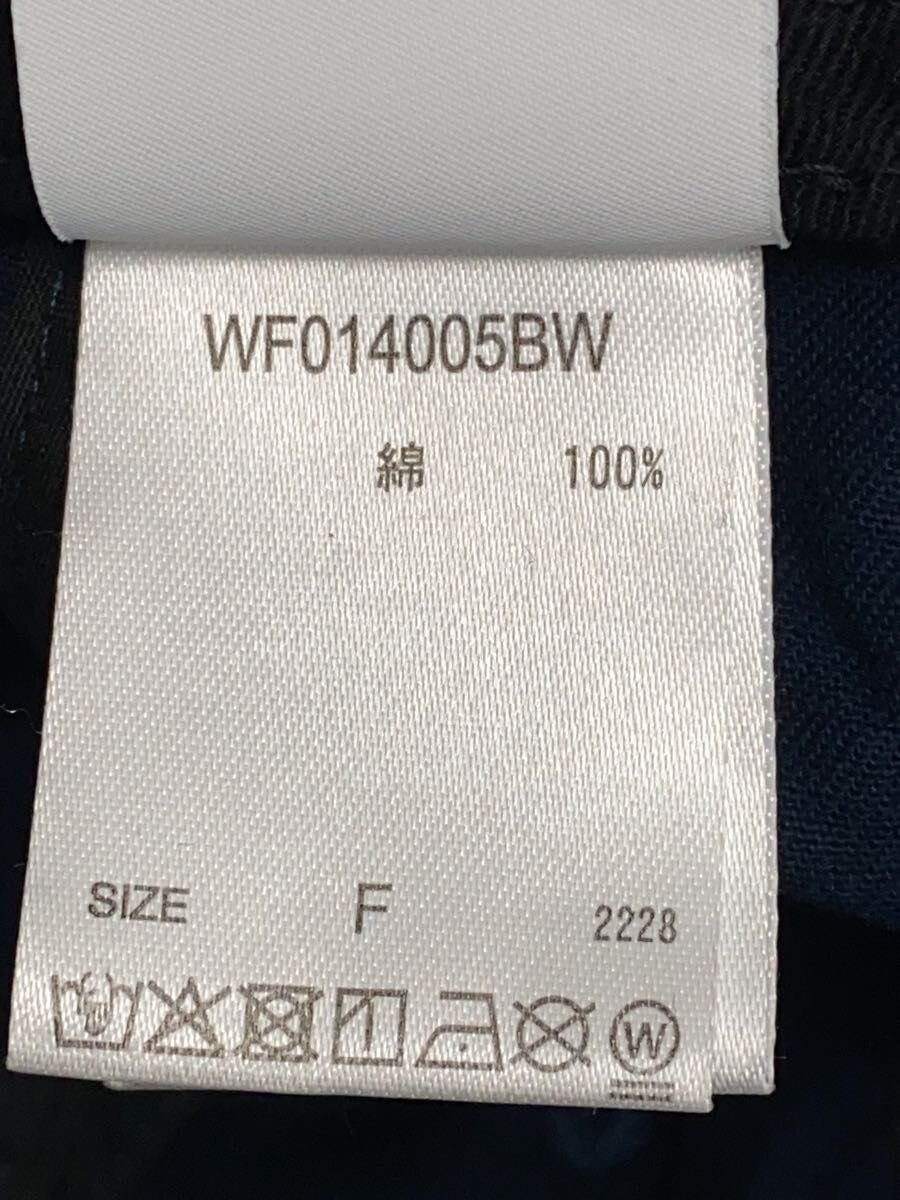 WF014005BW
綿 100%
SIZE F 2228
W